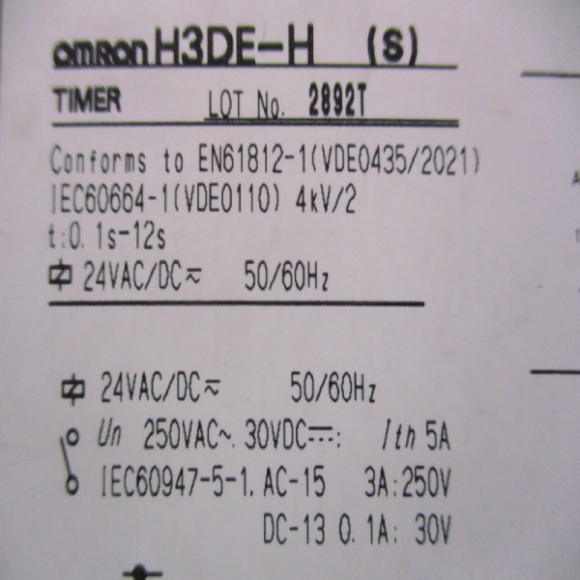 OMRON H3DE-H (S)
TIMER LOT No. 2892T
Conforms to EN61812-1(VDE0435/2021)
IEC60664-1(VDE0110) 4kV/2
t:0.1s-12s
24VAC/DC≂ 50/60Hz
24VAC/DC≂ 50/60Hz
Un 250VAC~. 30VDC⎓: Ith 5A
IEC60947-5-1. AC-15 3A:250V
DC-13 0.1A: 30V